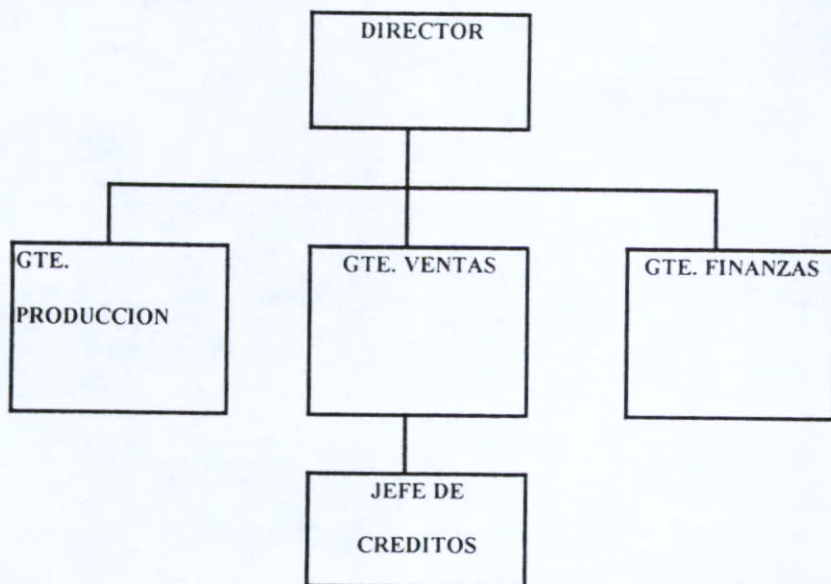 DIRECTOR
GTE.
PRODUCCION
GTE. VENTAS
GTE. FINANZAS
JEFE DE
CREDITOS